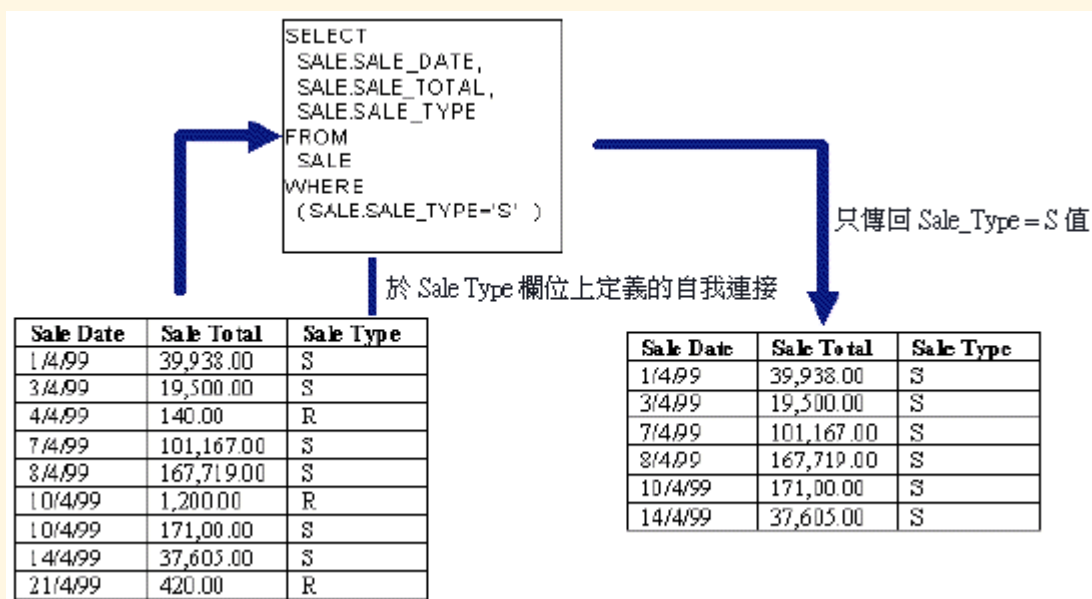 SELECT
SALE.SALE_DATE,
SALE.SALE_TOTAL,
SALE.SALE_TYPE
FROM
SALE
WHERE
(SALE.SALE_TYPE='S' )
只傳回 Sale_Type = S 值
於 Sale Type 欄位上定義的自我連接
Sale Date Sale Total Sale Type
1/4/99 39,938.00 S
3/4/99 19,500.00 S
4/4/99 140.00 R
7/4/99 101,167.00 S
8/4/99 167,719.00 S
10/4/99 1,200.00 R
10/4/99 171,00.00 S
14/4/99 37,605.00 S
21/4/99 420.00 R
Sale Date Sale Total Sale Type
1/4/99 39,938.00 S
3/4/99 19,500.00 S
7/4/99 101,167.00 S
8/4/99 167,719.00 S
10/4/99 171,00.00 S
14/4/99 37,605.00 S